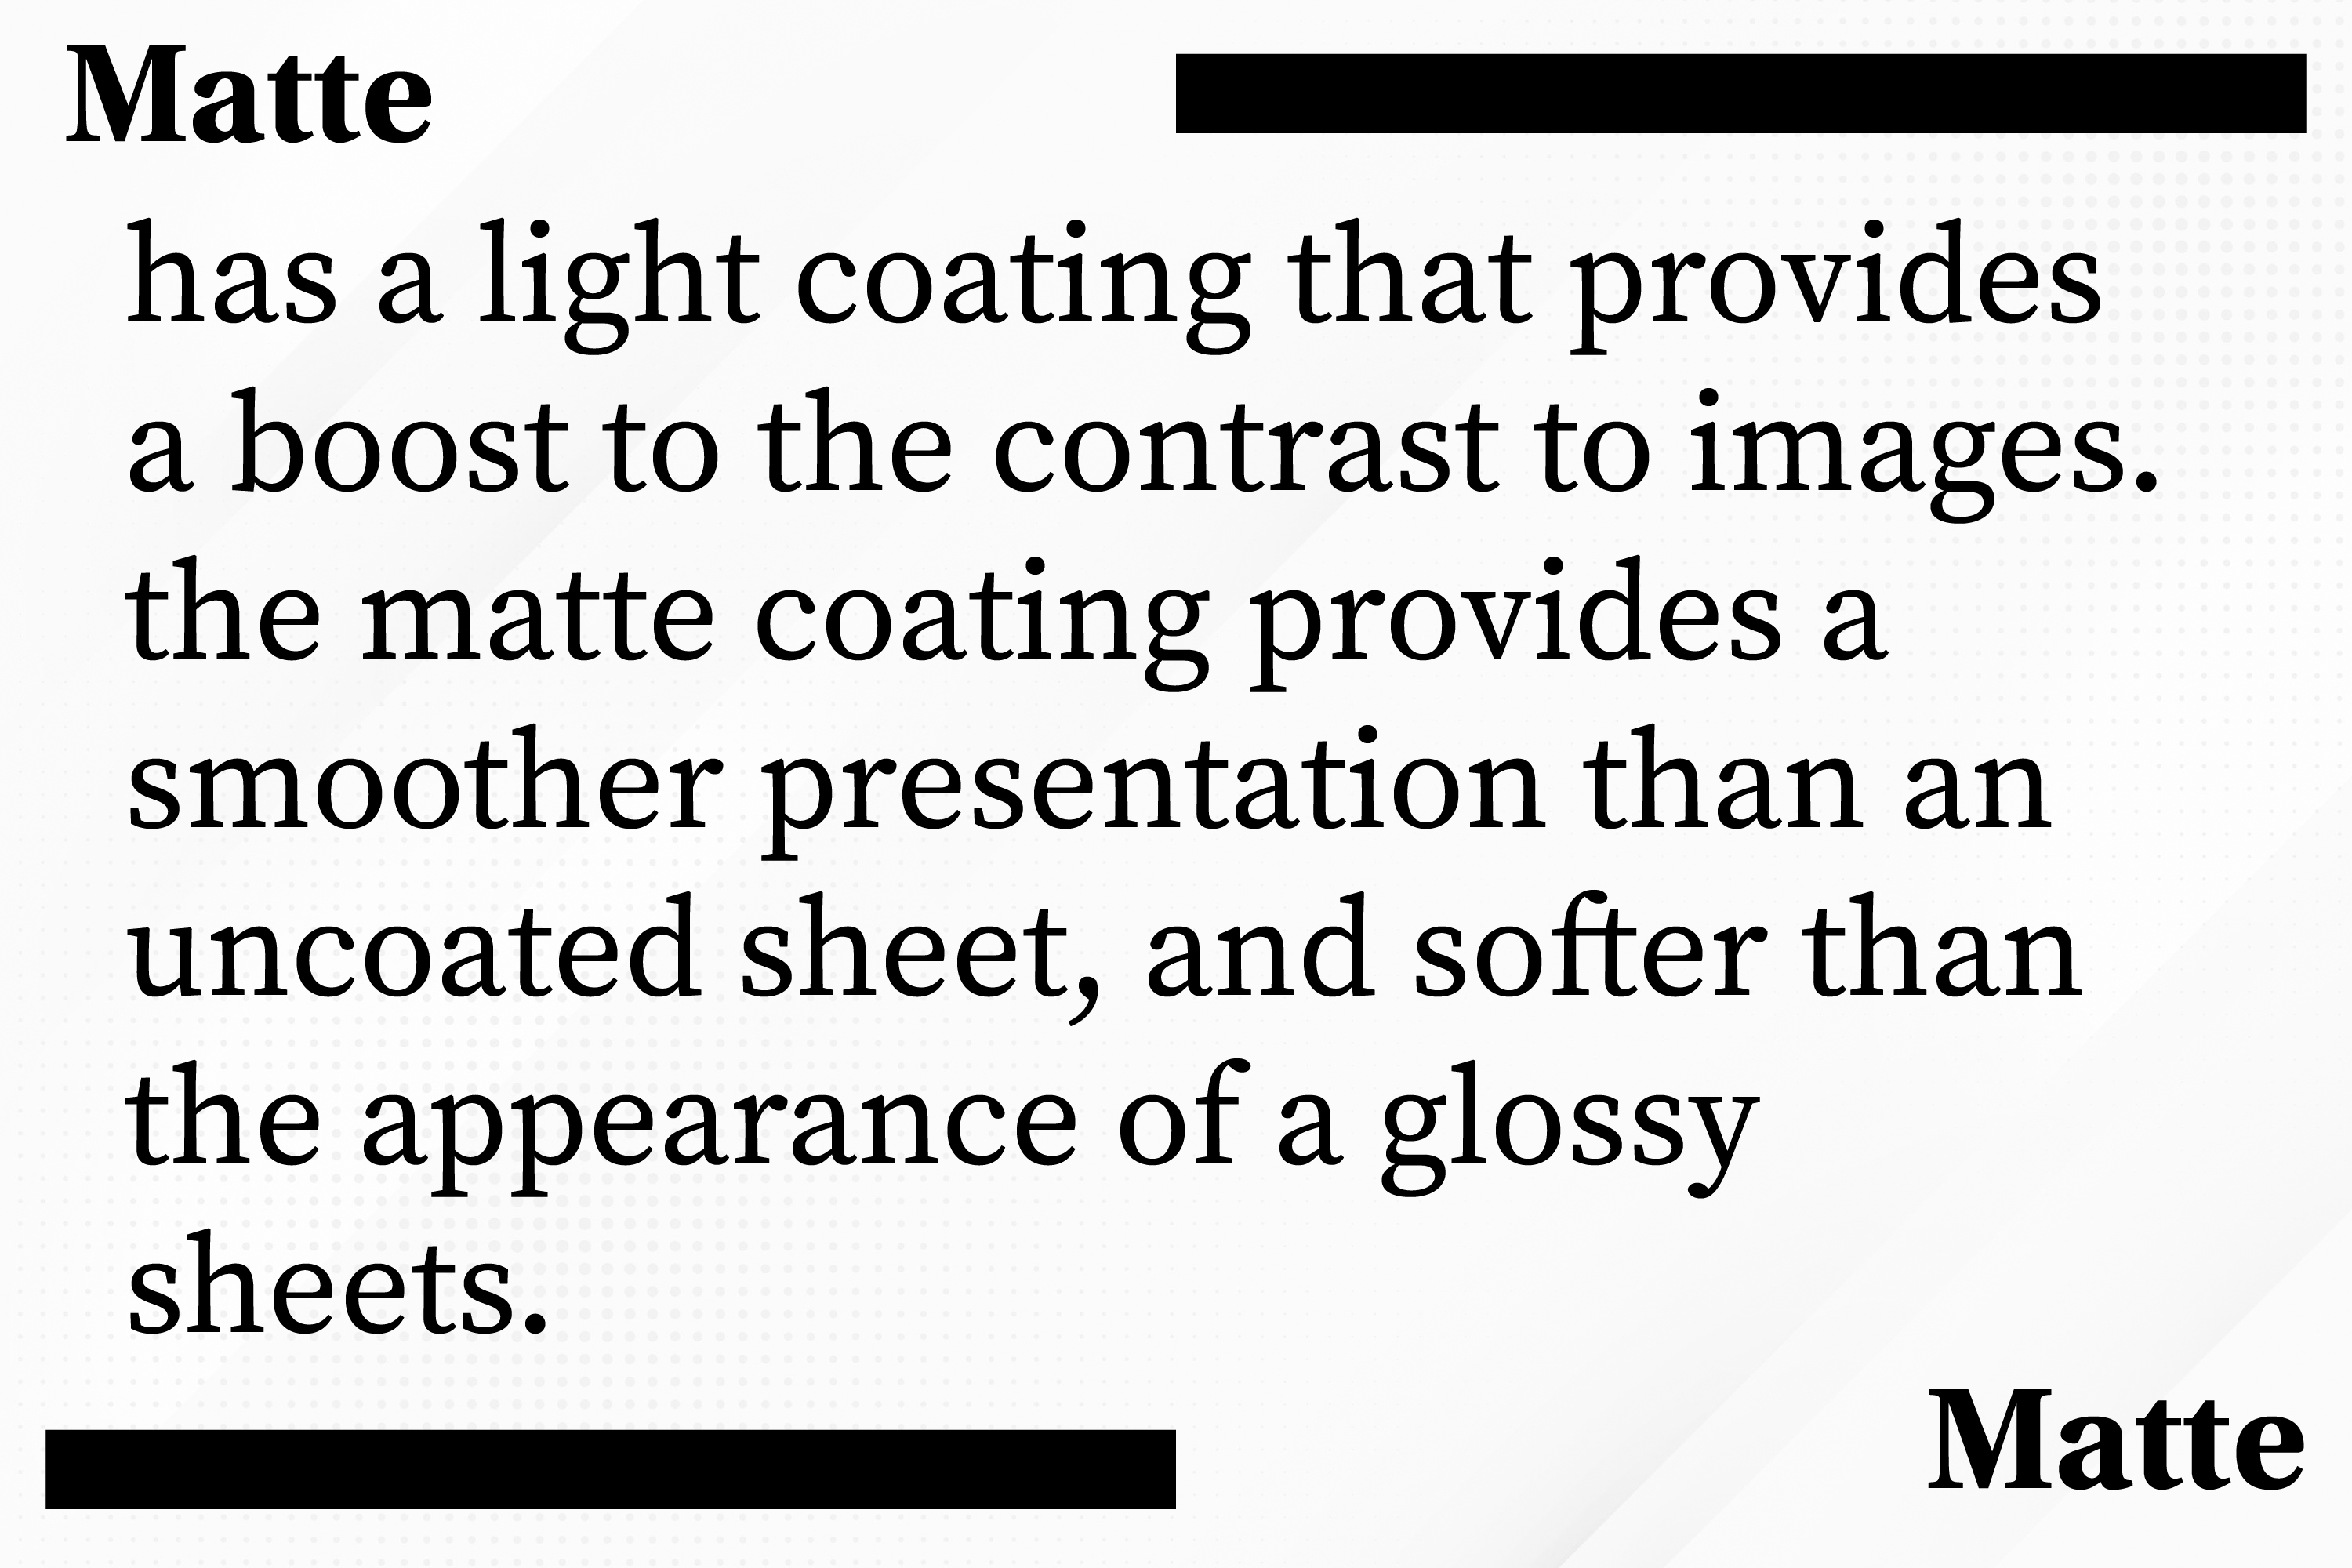 Matte
has a light coating that provides
a boost to the contrast to images.
the matte coating provides a
smoother presentation than an
uncoated sheet, and softer than
the appearance of a glossy
sheets.
Matte